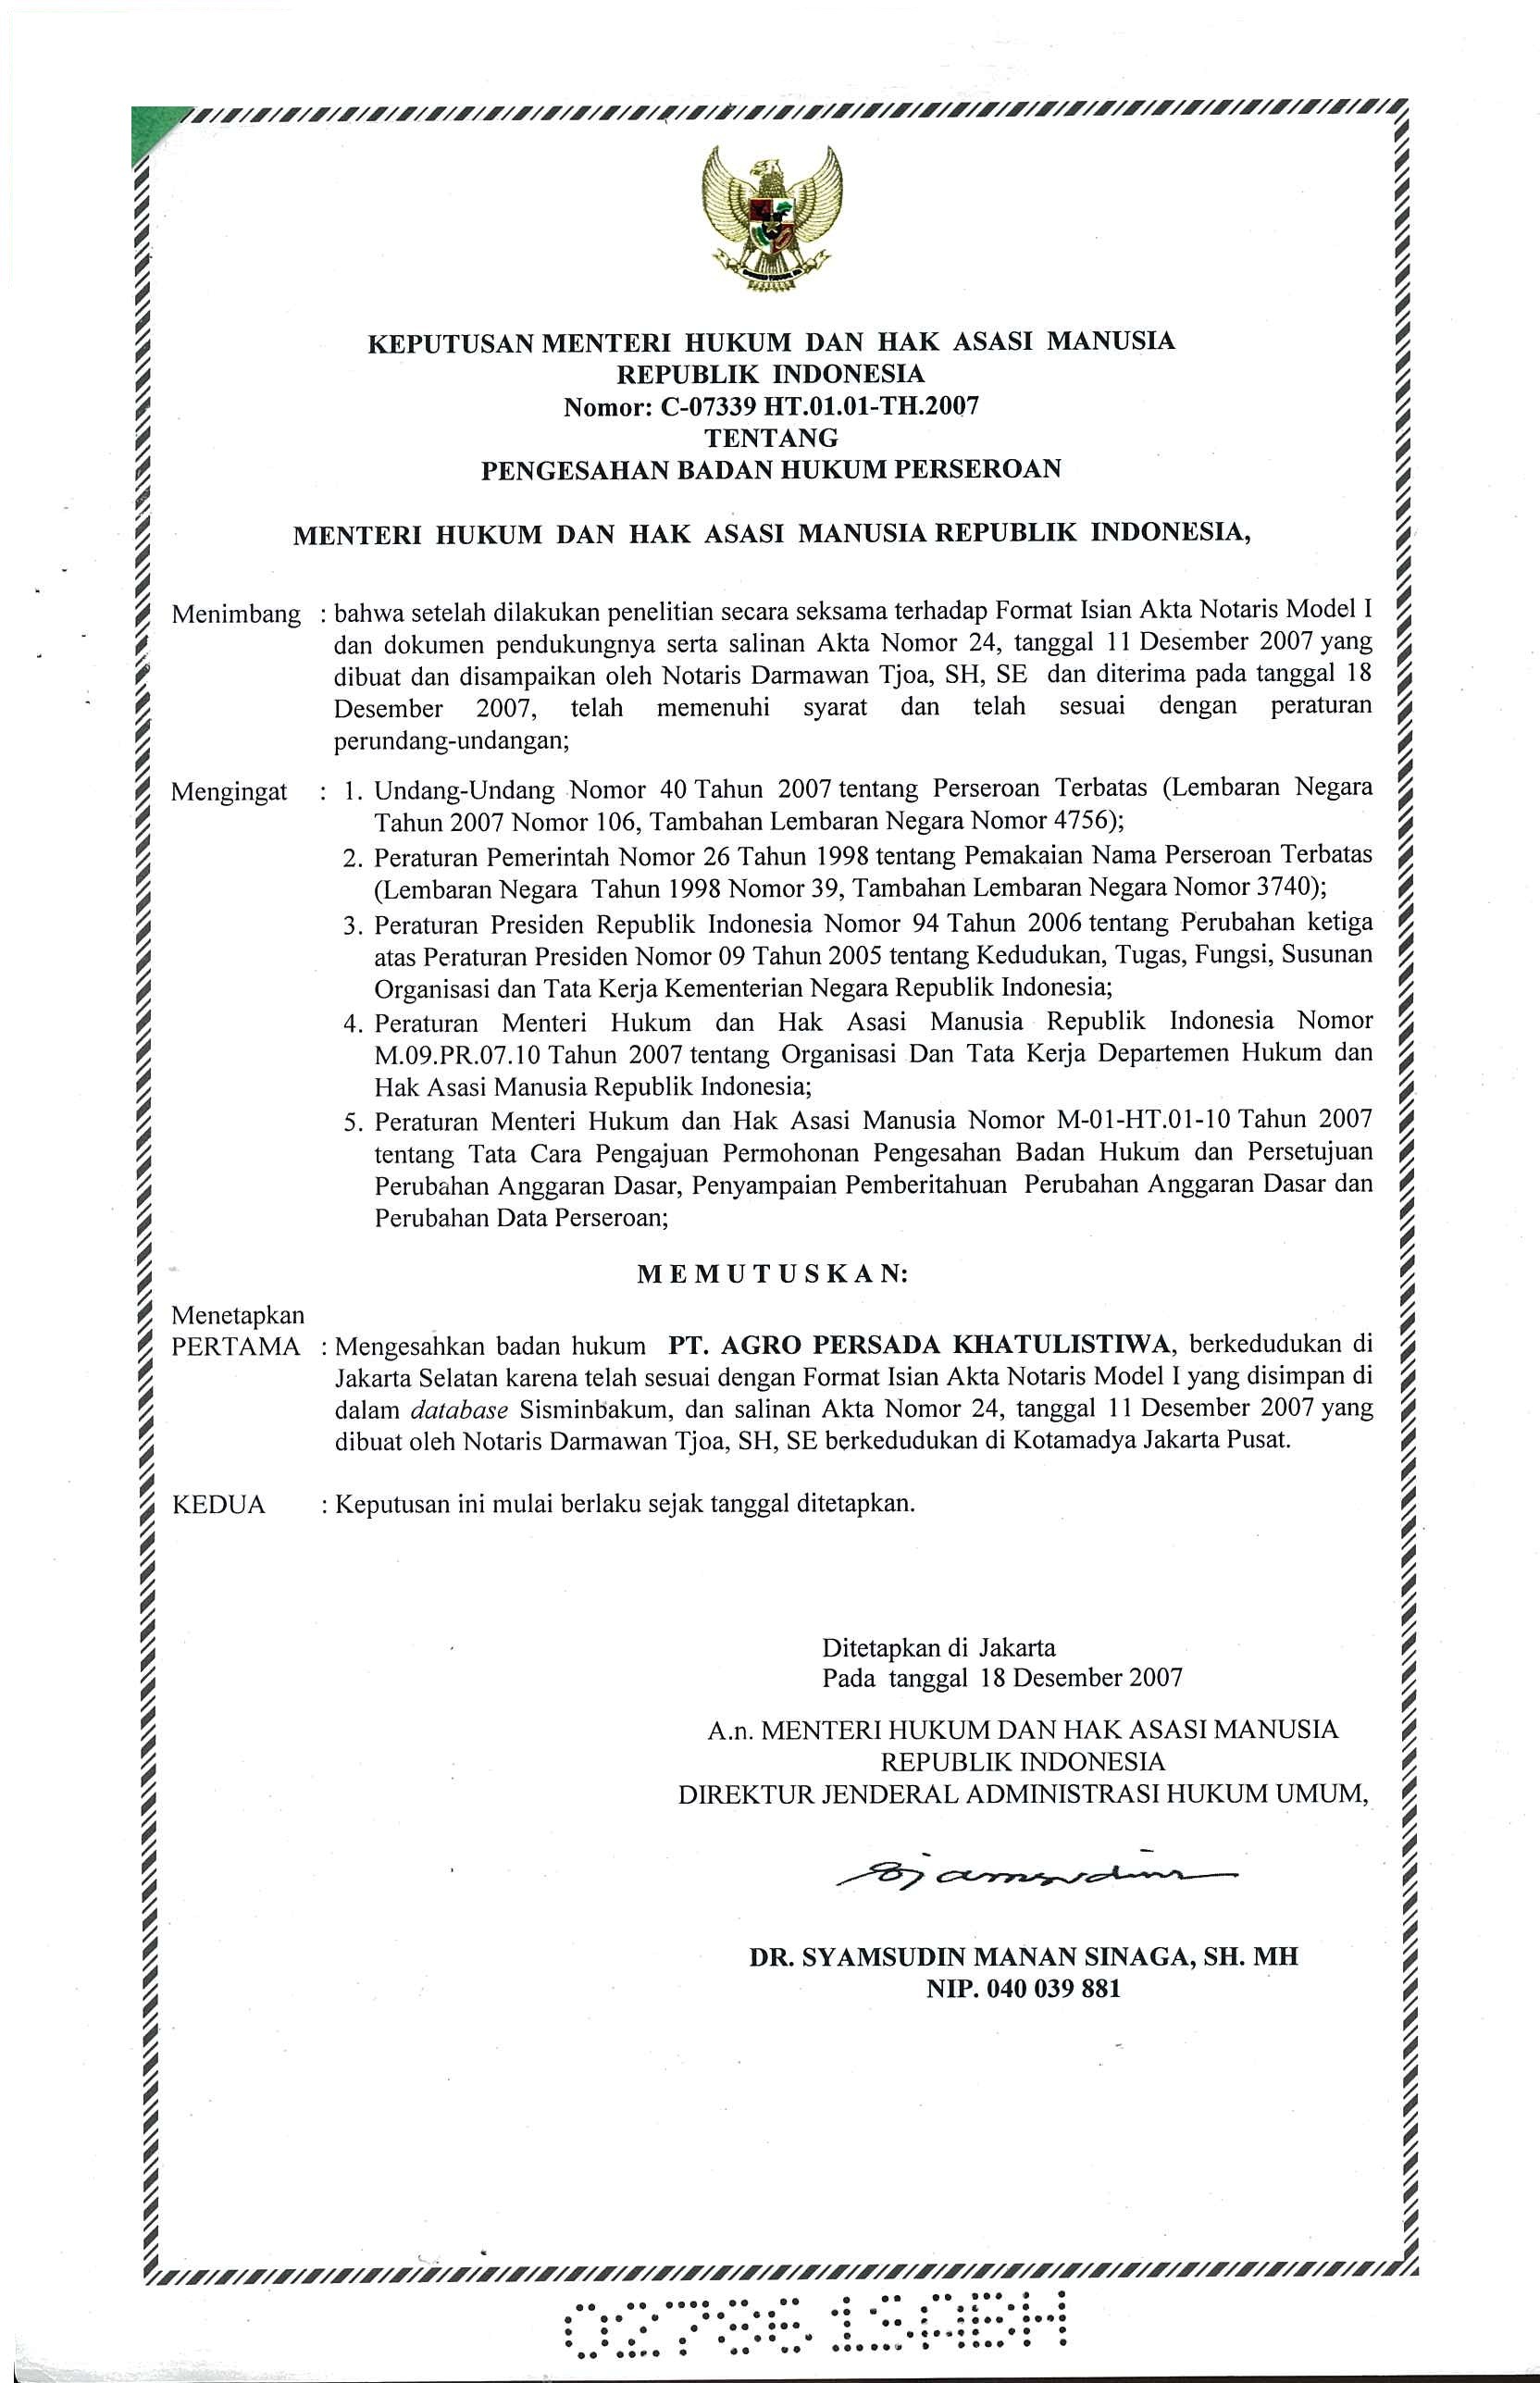 KEPUTUSAN MENTERI HUKUM DAN HAK ASASI MANUSIA
REPUBLIK INDONESIA
Nomor: C-07339 HT.01.01-TH.2007
TENTANG
PENGESAHAN BADAN HUKUM PERSEROAN
MENTERI HUKUM DAN HAK ASASI MANUSIA REPUBLIK INDONESIA,
Menimbang : bahwa setelah dilakukan penelitian secara seksama terhadap Format Isian Akta Notaris Model I
dan dokumen pendukungnya serta salinan Akta Nomor 24, tanggal 11 Desember 2007 yang
dibuat dan disampaikan oleh Notaris Darmawan Tjoa, SH, SE dan diterima pada tanggal 18
Desember 2007, telah memenuhi syarat dan telah sesuai dengan peraturan
perundang-undangan;
Mengingat : 1. Undang-Undang Nomor 40 Tahun 2007 tentang Perseroan Terbatas (Lembaran Negara
Tahun 2007 Nomor 106, Tambahan Lembaran Negara Nomor 4756);
2. Peraturan Pemerintah Nomor 26 Tahun 1998 tentang Pemakaian Nama Perseroan Terbatas
(Lembaran Negara Tahun 1998 Nomor 39, Tambahan Lembaran Negara Nomor 3740);
3. Peraturan Presiden Republik Indonesia Nomor 94 Tahun 2006 tentang Perubahan ketiga
atas Peraturan Presiden Nomor 09 Tahun 2005 tentang Kedudukan, Tugas, Fungsi, Susunan
Organisasi dan Tata Kerja Kementerian Negara Republik Indonesia;
4. Peraturan Menteri Hukum dan Hak Asasi Manusia Republik Indonesia Nomor
M.09.PR.07.10 Tahun 2007 tentang Organisasi Dan Tata Kerja Departemen Hukum dan
Hak Asasi Manusia Republik Indonesia;
5. Peraturan Menteri Hukum dan Hak Asasi Manusia Nomor M-01-HT.01-10 Tahun 2007
tentang Tata Cara Pengajuan Permohonan Pengesahan Badan Hukum dan Persetujuan
Perubahan Anggaran Dasar, Penyampaian Pemberitahuan Perubahan Anggaran Dasar dan
Perubahan Data Perseroan;
M E M U T U S K A N:
Menetapkan
PERTAMA : Mengesahkan badan hukum PT. AGRO PERSADA KHATULISTIWA, berkedudukan di
Jakarta Selatan karena telah sesuai dengan Format Isian Akta Notaris Model I yang disimpan di
dalam database Sisminbakum, dan salinan Akta Nomor 24, tanggal 11 Desember 2007 yang
dibuat oleh Notaris Darmawan Tjoa, SH, SE berkedudukan di Kotamadya Jakarta Pusat.
KEDUA : Keputusan ini mulai berlaku sejak tanggal ditetapkan.
Ditetapkan di Jakarta
Pada tanggal 18 Desember 2007
A.n. MENTERI HUKUM DAN HAK ASASI MANUSIA
REPUBLIK INDONESIA
DIREKTUR JENDERAL ADMINISTRASI HUKUM UMUM,
DR. SYAMSUDIN MANAN SINAGA, SH. MH
NIP. 040 039 881